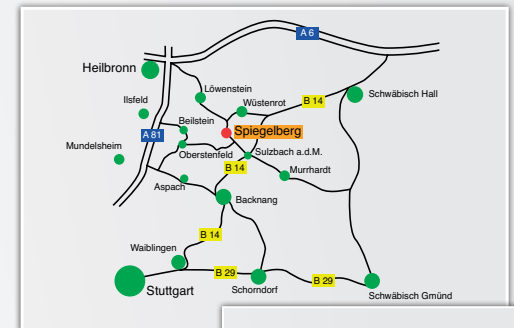 A 6
Heilbronn
Löwenstein
Schwäbisch Hall
Ilsfeld
Wüstenrot
B 14
Beilstein
A 81
Spiegelberg
Mundelsheim
Oberstenfeld
Sulzbach a.d.M.
B 14
Murrhardt
Aspach
Backnang
B 14
Waiblingen
B 29
B 29
Stuttgart
Schorndorf
Schwäbisch Gmünd